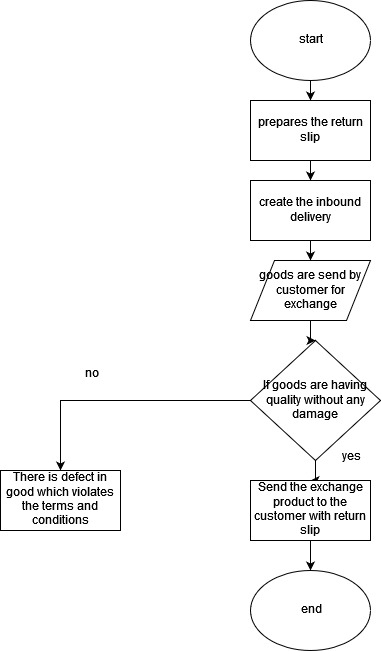 start
prepares the return
slip
create the inbound
delivery
goods are send by
customer for
exchange
If goods are having
quality without any
damage
no
yes
There is defect in
good which violates
the terms and
conditions
Send the exchange
product to the
customer with return
slip
end